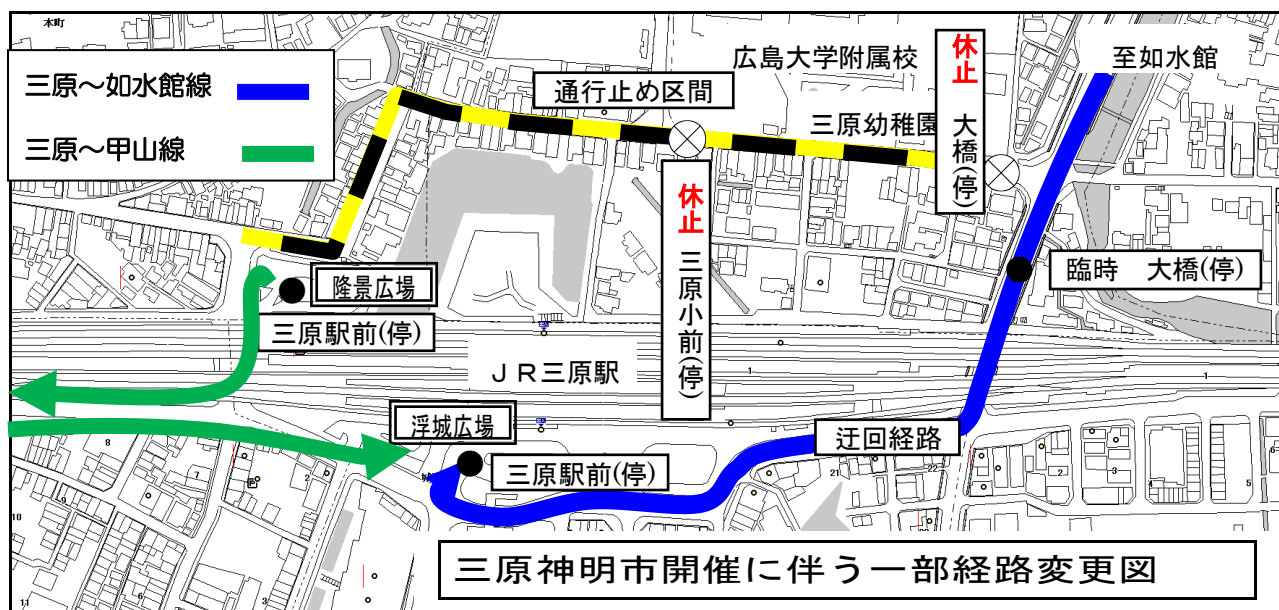 本町
三原～如水館線
三原～甲山線
通行止め区間
広島大学附属校
三原幼稚園
休止 大橋(停)
至如水館
休止 三原小前(停)
臨時 大橋(停)
隆景広場
三原駅前(停)
ＪＲ三原駅
浮城広場
三原駅前(停)
迂回経路
三原神明市開催に伴う一部経路変更図